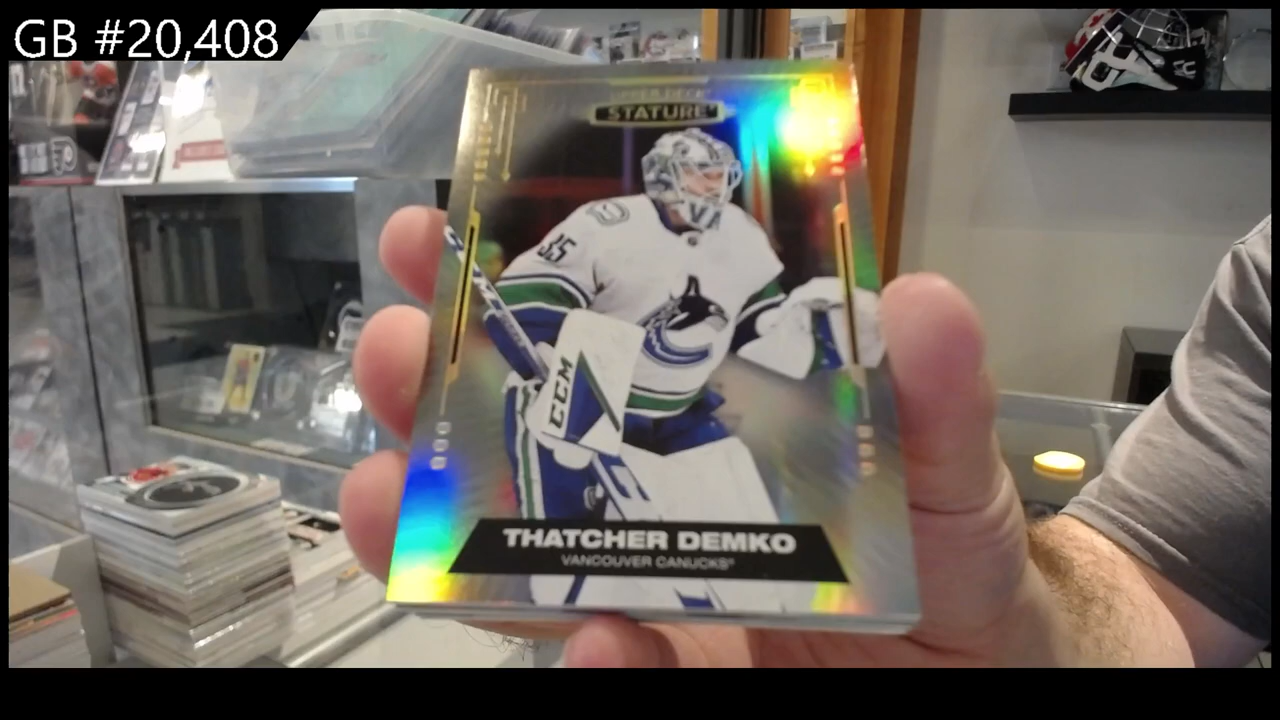 GB #20,408
UPPER DECK
STATURE
35
CCM
THATCHER DEMKO
VANCOUVER CANUCKS®